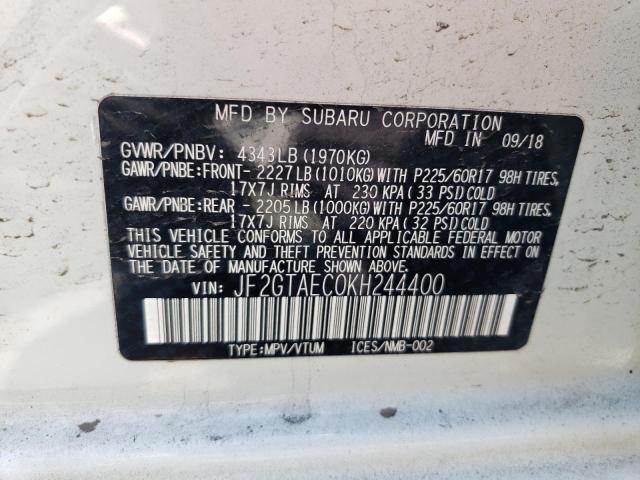 MFD BY SUBARU CORPORATION
MFD IN 09/18
GVWR/PNBV: 4343LB (1970KG)
GAWR/PNBE:FRONT- 2227 LB (1010KG) WITH P225/60R17 98H TIRES,
17X7J RIMS AT 230 KPA (33 PSI) COLD
GAWR/PNBE:REAR - 2205 LB (1000KG) WITH P225/60R17 98H TIRES,
17X7J RIMS AT 220 KPA (32 PSI) COLD
THIS VEHICLE CONFORMS TO ALL APPLICABLE FEDERAL MOTOR
VEHICLE SAFETY AND THEFT PREVENTION STANDARDS IN EFFECT ON
THE DATE OF MANUFACTURE SHOWN ABOVE.
VIN: JF2GTAEC0KH244400
TYPE:MPV/VTUM ICES/NMB-002